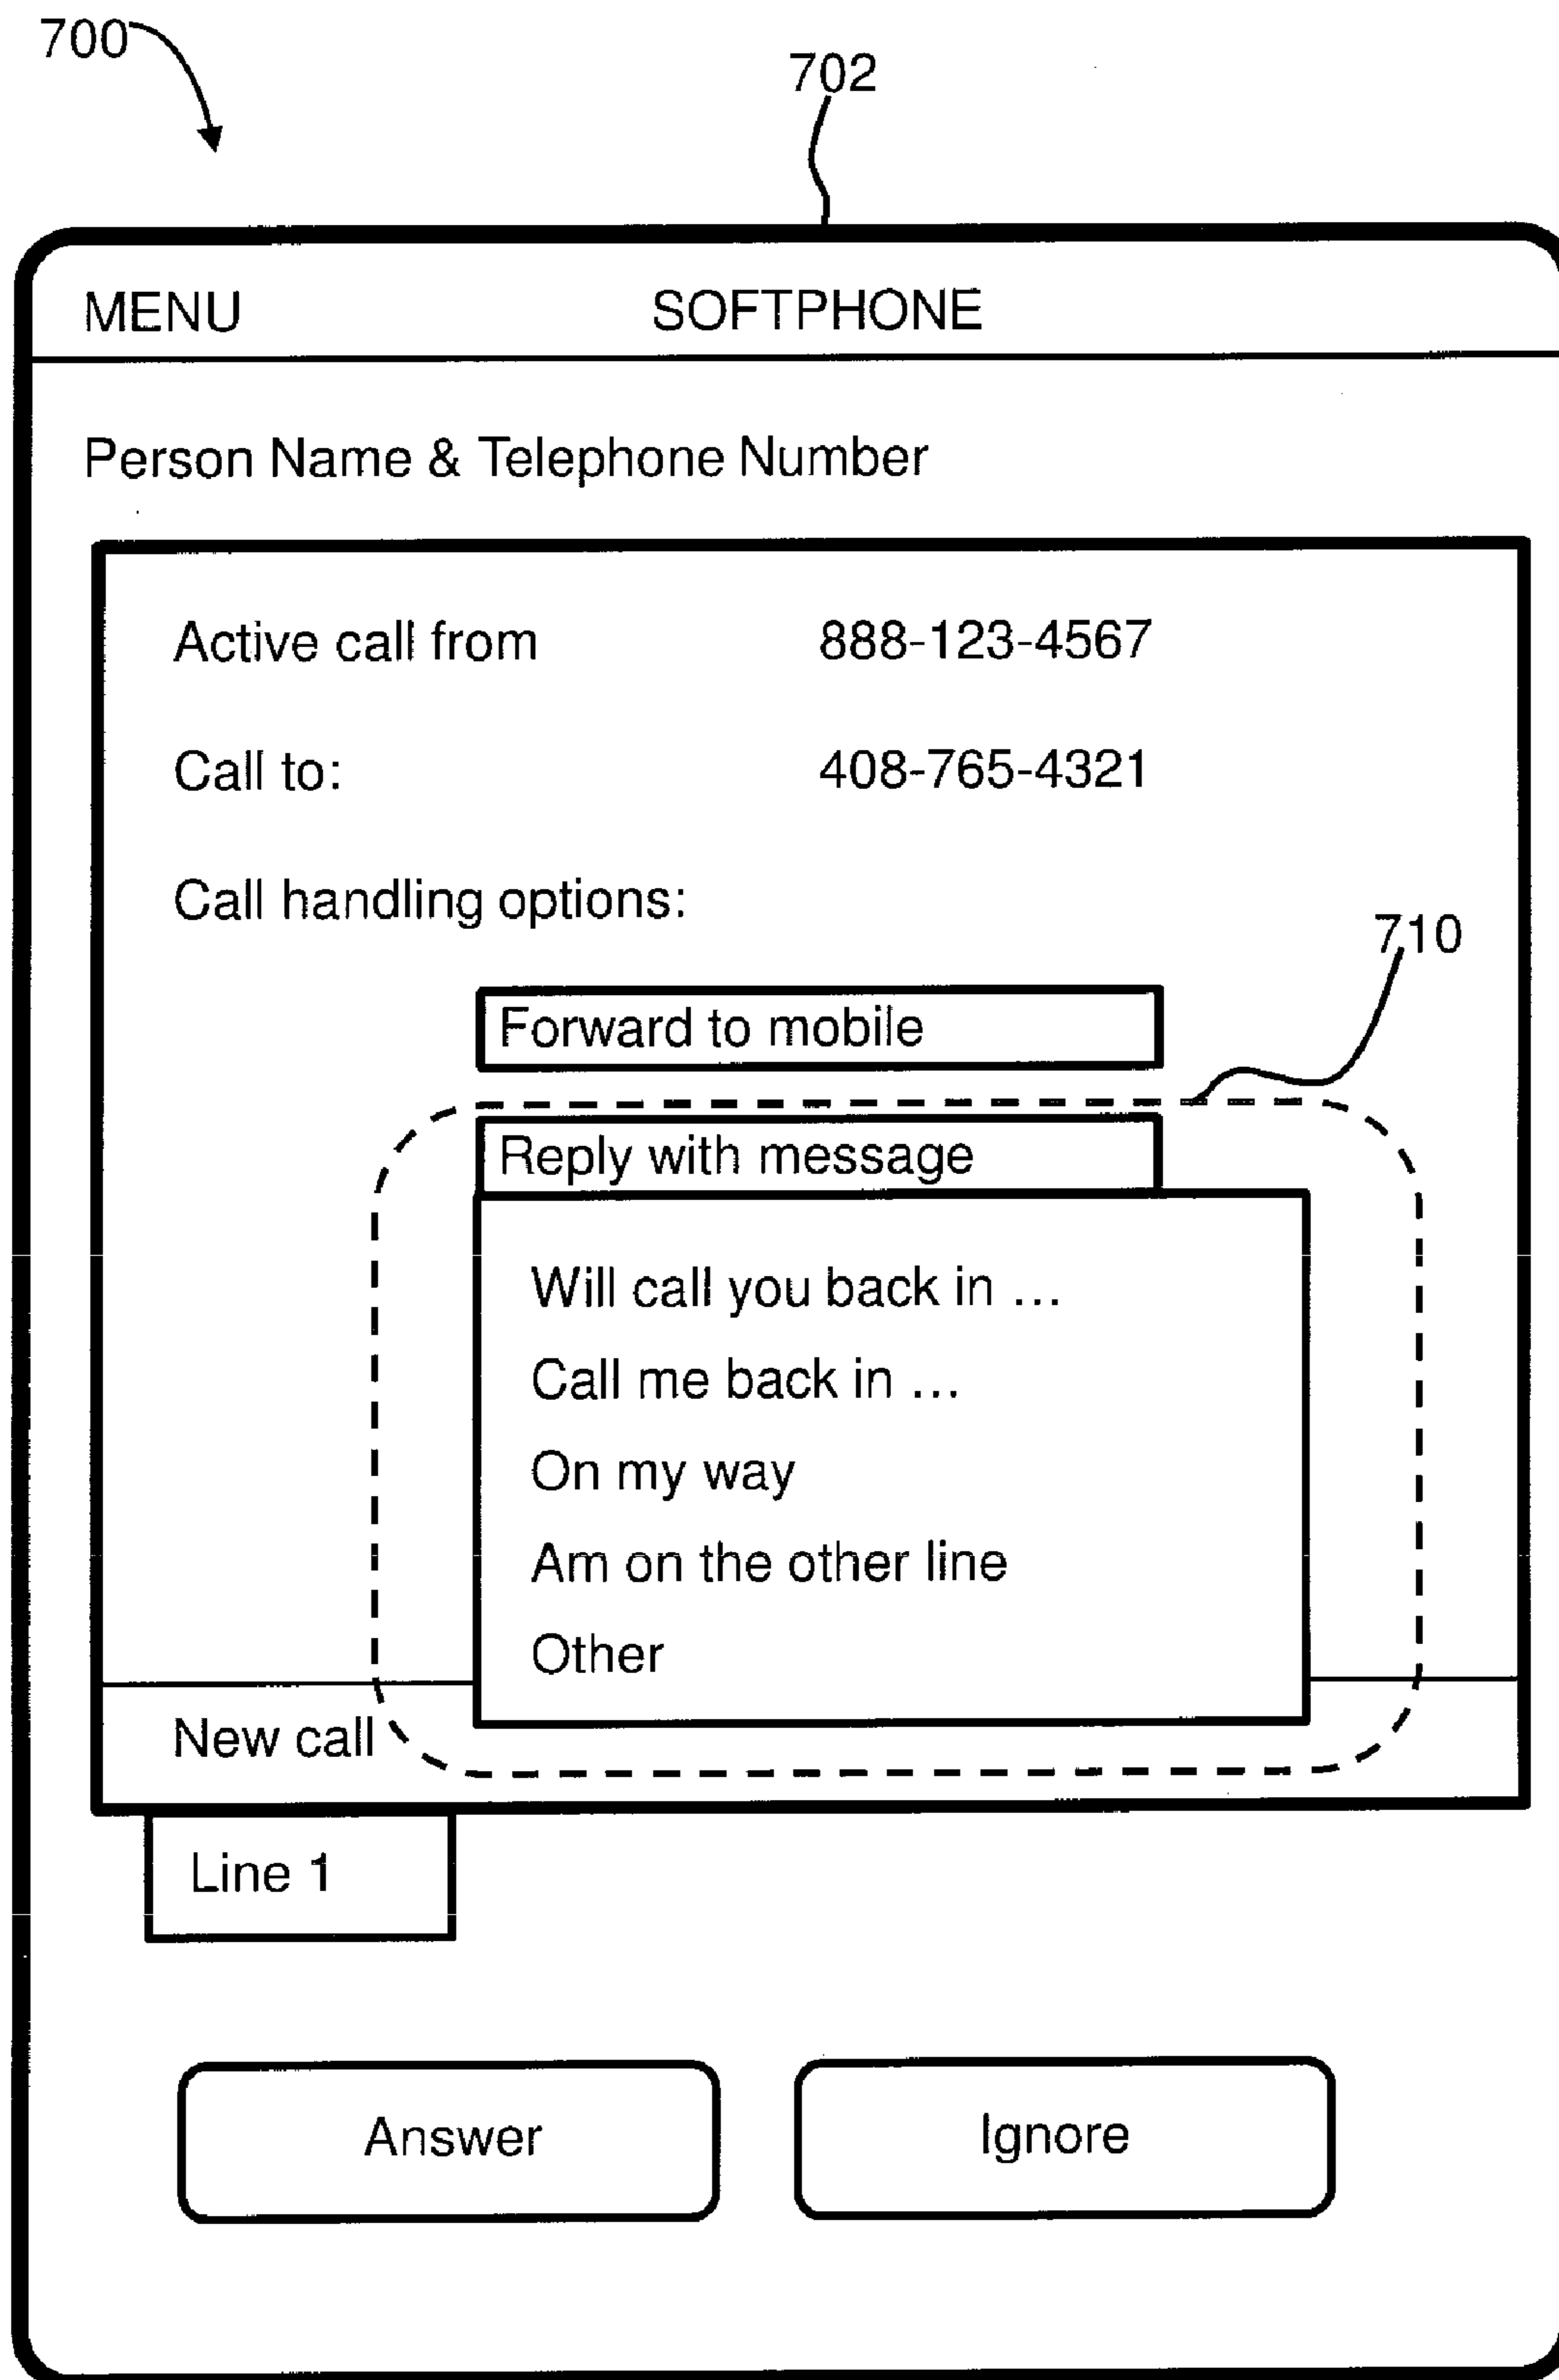 700
702
MENU SOFTPHONE
Person Name & Telephone Number
Active call from 888-123-4567
Call to: 408-765-4321
Call handling options:
710
Forward to mobile
Reply with message
Will call you back in ...
Call me back in ...
On my way
Am on the other line
Other
New call
Line 1
Answer Ignore